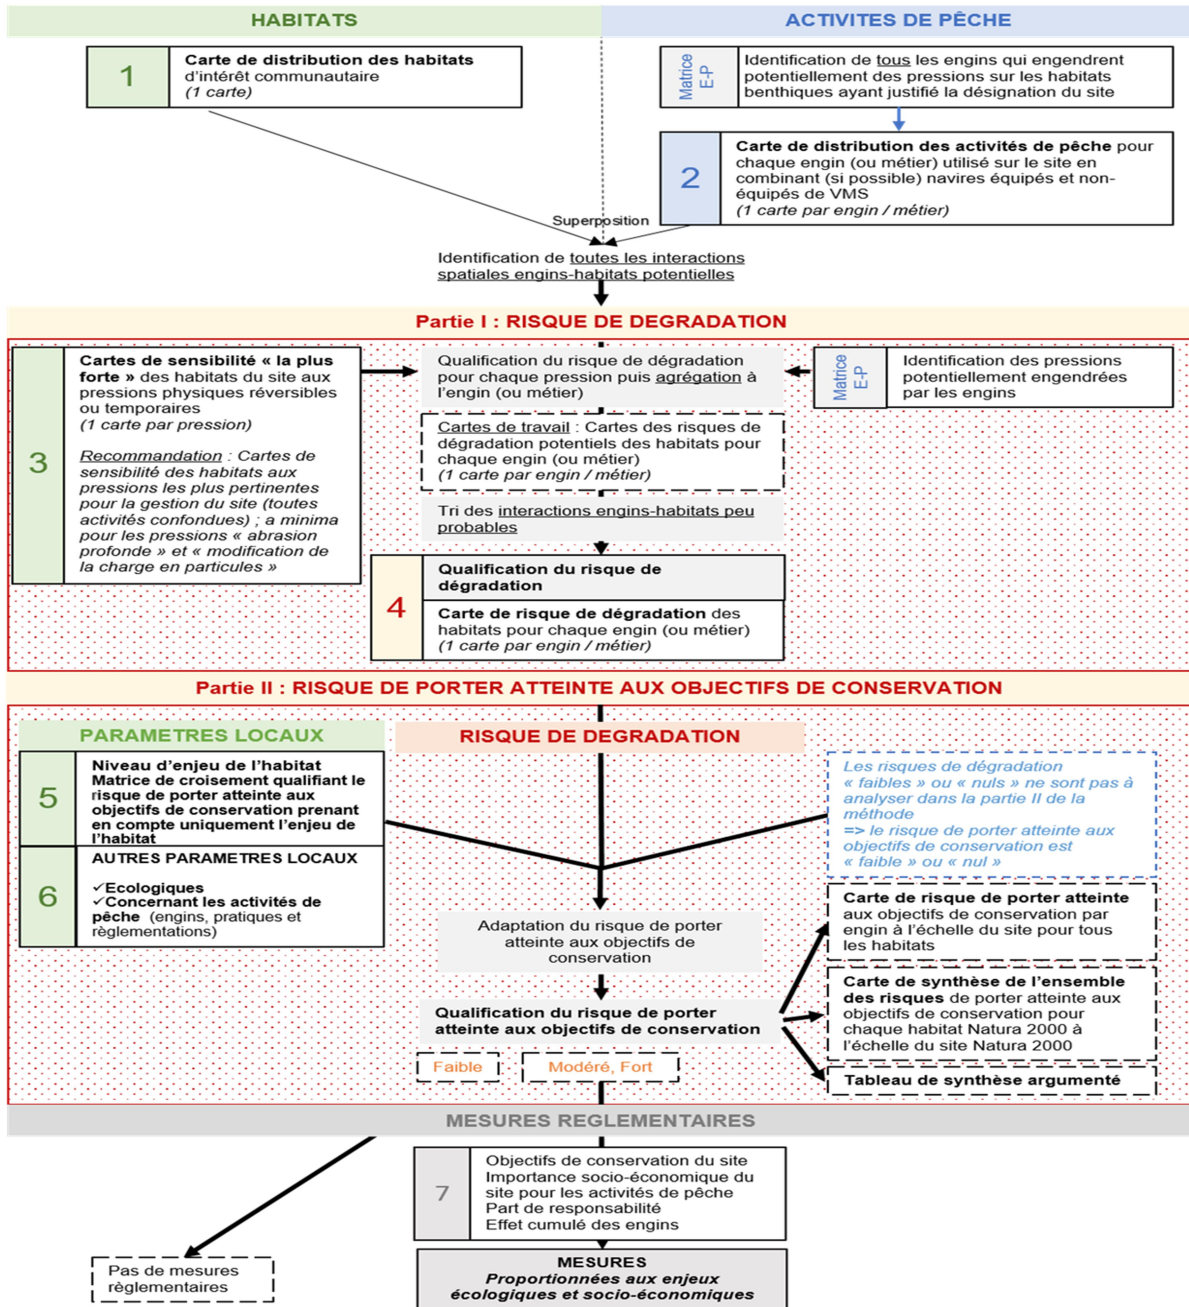 HABITATS
ACTIVITES DE PÊCHE
1
Carte de distribution des habitats
d'intérêt communautaire
(1 carte)
Matrice
E-P
Identification de tous les engins qui engendrent
potentiellement des pressions sur les habitats
benthiques ayant justifié la désignation du site
2
Carte de distribution des activités de pêche pour
chaque engin (ou métier) utilisé sur le site en
combinant (si possible) navires équipés et non-
équipés de VMS
(1 carte par engin / métier)
Superposition
Identification de toutes les interactions
spatiales engins-habitats potentielles
Partie I : RISQUE DE DEGRADATION
3
Cartes de sensibilité « la plus
forte » des habitats du site aux
pressions physiques réversibles
ou temporaires
(1 carte par pression)
Recommandation : Cartes de
sensibilité des habitats aux
pressions les plus pertinentes
pour la gestion du site (toutes
activités confondues) ; a minima
pour les pressions « abrasion
profonde » et « modification de
la charge en particules »
Qualification du risque de dégradation
pour chaque pression puis agrégation à
l'engin (ou métier)
Matrice
E-P
Identification des pressions
potentiellement engendrées
par les engins
Cartes de travail : Cartes des risques de
dégradation potentiels des habitats pour
chaque engin (ou métier)
(1 carte par engin / métier)
Tri des interactions engins-habitats peu
probables
4
Qualification du risque de
dégradation
Carte de risque de dégradation des
habitats pour chaque engin (ou métier)
(1 carte par engin / métier)
Partie II : RISQUE DE PORTER ATTEINTE AUX OBJECTIFS DE CONSERVATION
PARAMETRES LOCAUX
RISQUE DE DEGRADATION
5
Niveau d'enjeu de l'habitat
Matrice de croisement qualifiant le
risque de porter atteinte aux
objectifs de conservation prenant
en compte uniquement l'enjeu de
l'habitat
6
AUTRES PARAMETRES LOCAUX
✓Ecologiques
✓Concernant les activités de
pêche (engins, pratiques et
règlementations)
Les risques de dégradation
« faibles » ou « nuls » ne sont pas à
analyser dans la partie II de la
méthode
=> le risque de porter atteinte aux
objectifs de conservation est
« faible » ou « nul »
Adaptation du risque de porter
atteinte aux objectifs de
conservation
Qualification du risque de porter
atteinte aux objectifs de conservation
Faible
Modéré, Fort
Carte de risque de porter atteinte
aux objectifs de conservation par
engin à l'échelle du site pour tous
les habitats
Carte de synthèse de l'ensemble
des risques de porter atteinte aux
objectifs de conservation pour
chaque habitat Natura 2000 à
l'échelle du site Natura 2000
Tableau de synthèse argumenté
MESURES REGLEMENTAIRES
7
Objectifs de conservation du site
Importance socio-économique du
site pour les activités de pêche
Part de responsabilité
Effet cumulé des engins
Pas de mesures
règlementaires
MESURES
Proportionnées aux enjeux
écologiques et socio-économiques